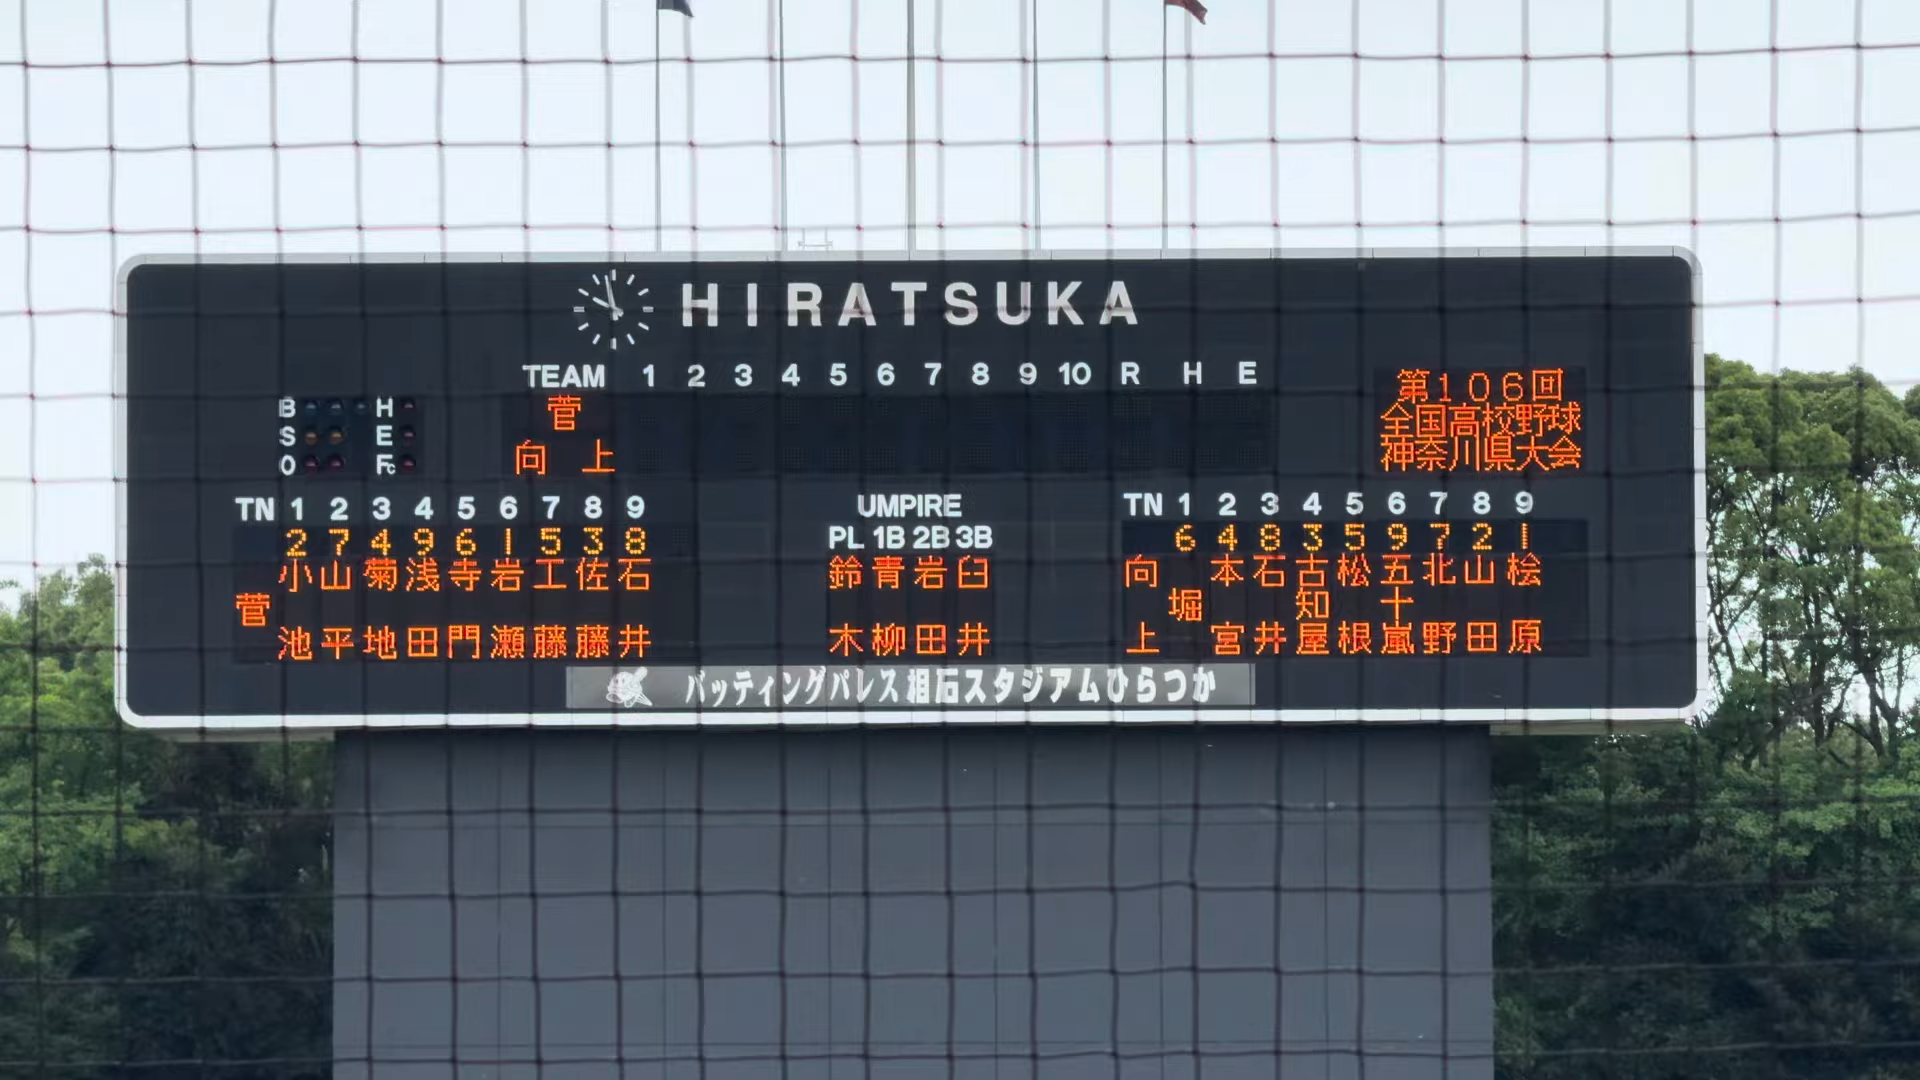 HIRATSUKA
TEAM 1 2 3 4 5 6 7 8 9 10 R H E
菅
向上
B H
S E
O Fc
第106回
全国高校野球
神奈川県大会
TN 1 2 3 4 5 6 7 8 9
2 7 4 9 6 1 5 3 8
菅 小池 山平 菊地 浅田 寺門 岩瀬 工藤 佐藤 石井
UMPIRE
PL 1B 2B 3B
鈴木 青柳 岩田 臼井
TN 1 2 3 4 5 6 7 8 9
6 4 8 3 5 9 7 2 1
向上 堀 本宮 石井 古知屋 松根 五十嵐 北野 山田 桧原
バッティングパレス相石スタジアムひらつか